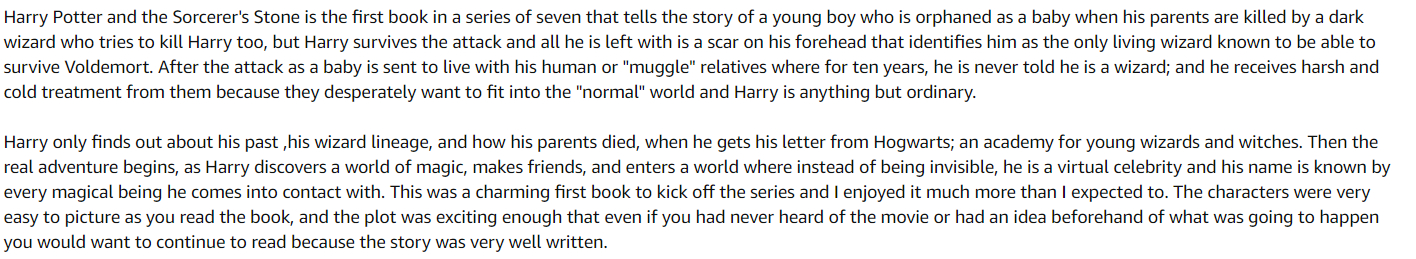 Harry Potter and the Sorcerer's Stone is the first book in a series of seven that tells the story of a young boy who is orphaned as a baby when his parents are killed by a dark
wizard who tries to kill Harry too, but Harry survives the attack and all he is left with is a scar on his forehead that identifies him as the only living wizard known to be able to
survive Voldemort. After the attack as a baby is sent to live with his human or "muggle" relatives where for ten years, he is never told he is a wizard; and he receives harsh and
cold treatment from them because they desperately want to fit into the "normal" world and Harry is anything but ordinary.

Harry only finds out about his past ,his wizard lineage, and how his parents died, when he gets his letter from Hogwarts; an academy for young wizards and witches. Then the
real adventure begins, as Harry discovers a world of magic, makes friends, and enters a world where instead of being invisible, he is a virtual celebrity and his name is known by
every magical being he comes into contact with. This was a charming first book to kick off the series and I enjoyed it much more than I expected to. The characters were very
easy to picture as you read the book, and the plot was exciting enough that even if you had never heard of the movie or had an idea beforehand of what was going to happen
you would want to continue to read because the story was very well written.